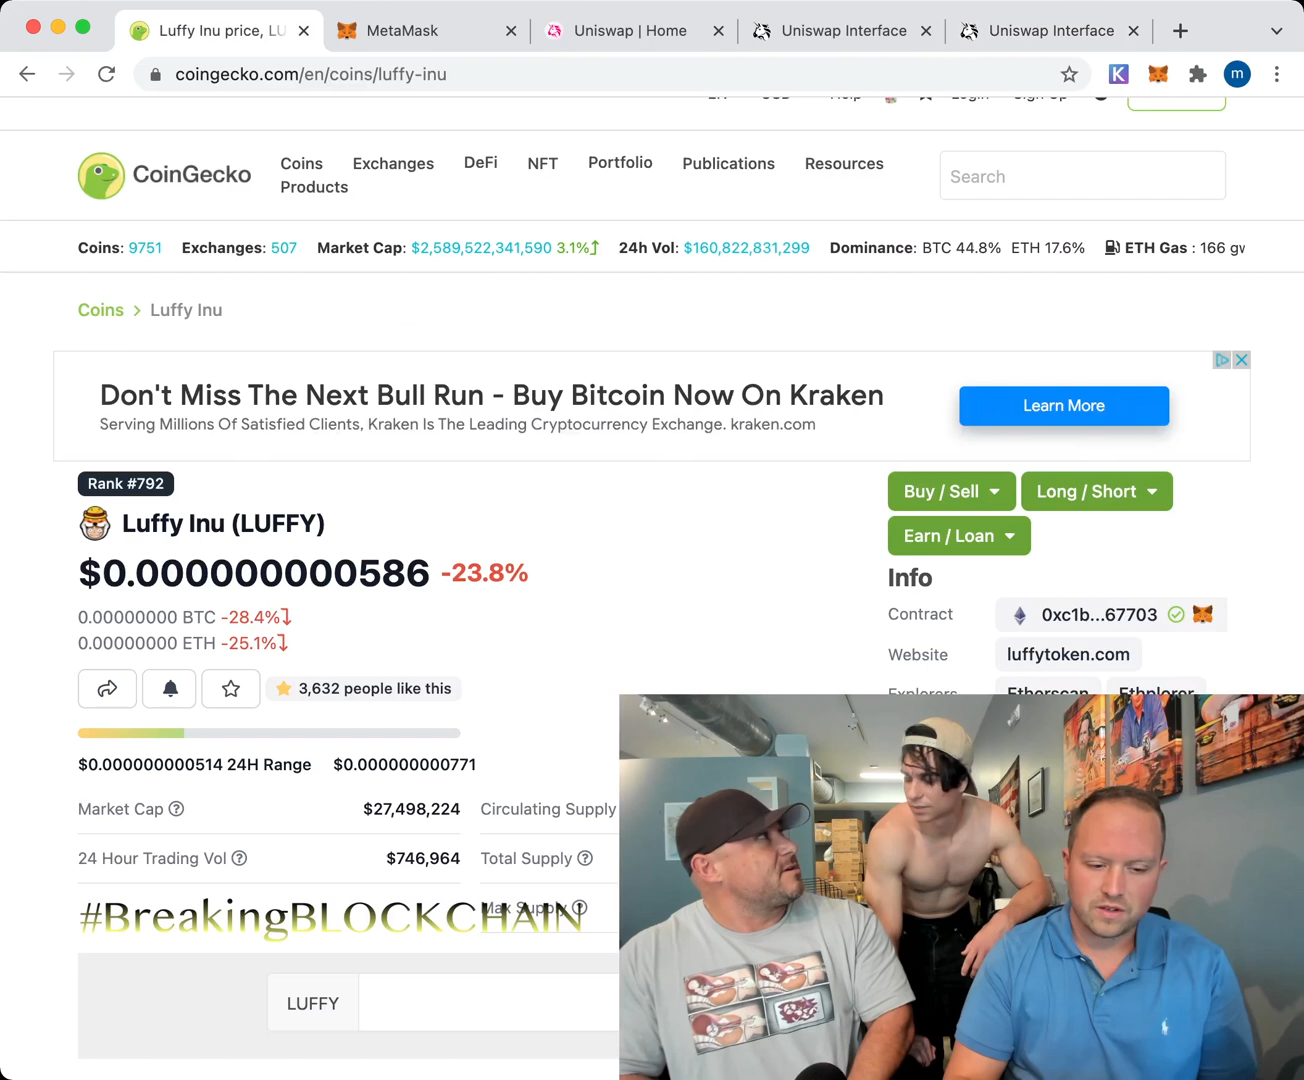 Luffy Inu price, LU
MetaMask
Uniswap | Home
Uniswap Interface
Uniswap Interface
coingecko.com/en/coins/luffy-inu
K
m
CoinGecko
Coins
Exchanges
DeFi
NFT
Portfolio
Publications
Resources
Products
Search
Coins: 9751
Exchanges: 507
Market Cap: $2,589,522,341,590 3.1%
24h Vol: $160,822,831,299
Dominance: BTC 44.8% ETH 17.6%
ETH Gas : 166 gw
Coins > Luffy Inu
Don't Miss The Next Bull Run - Buy Bitcoin Now On Kraken
Serving Millions Of Satisfied Clients, Kraken Is The Leading Cryptocurrency Exchange. kraken.com
Learn More
Rank #792
Luffy Inu (LUFFY)
$0.000000000586 -23.8%
0.00000000 BTC -28.4%
0.00000000 ETH -25.1%
3,632 people like this
$0.000000000514 24H Range $0.000000000771
Market Cap $27,498,224
Circulating Supply
24 Hour Trading Vol $746,964
Total Supply
Max Supply
#BreakingBLOCKCHAIN
LUFFY
Buy / Sell
Long / Short
Earn / Loan
Info
Contract 0xc1b...67703
Website luffytoken.com
Explorers Etherscan Ethplorer